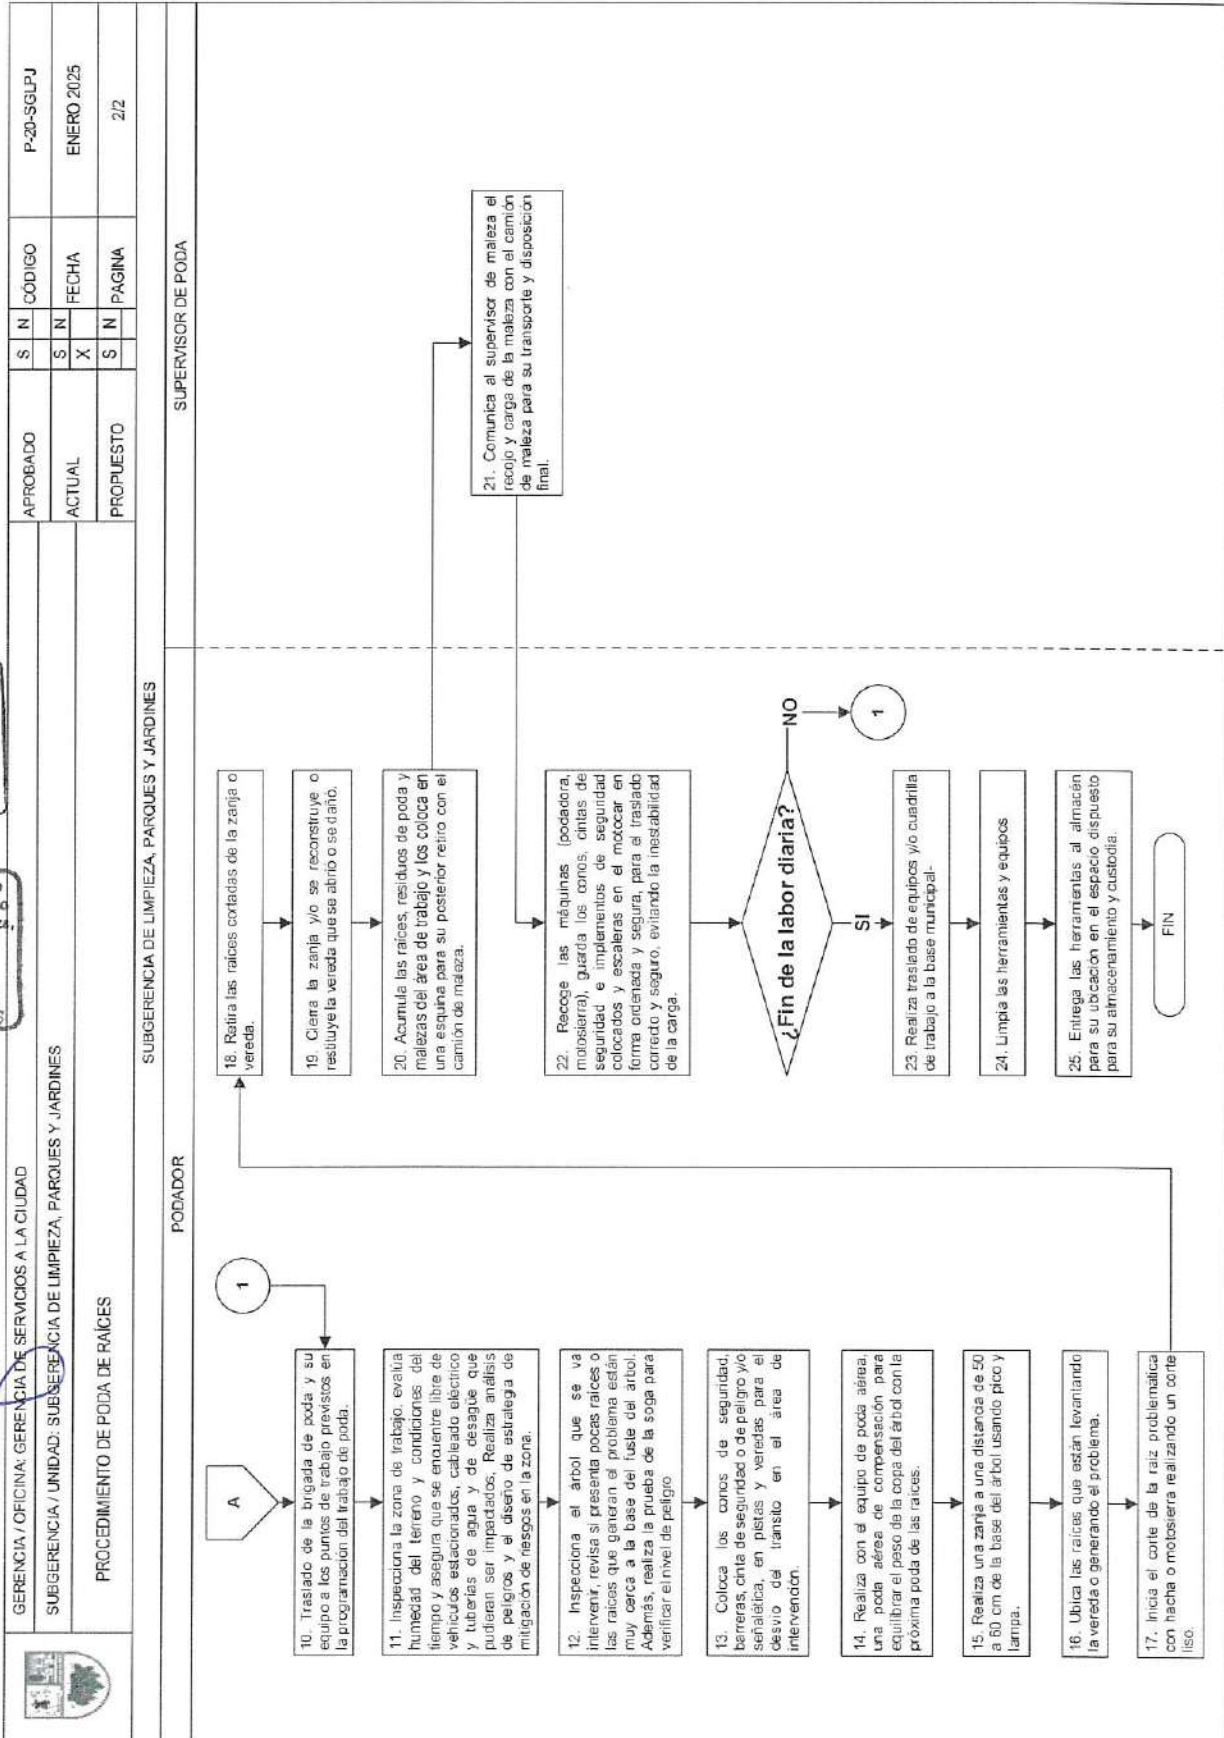 GERENCIA / OFICINA: GERENCIA DE SERVICIOS A LA CIUDAD
SUBGERENCIA / UNIDAD: SUBGERENCIA DE LIMPIEZA, PARQUES Y JARDINES
PROCEDIMIENTO DE PODA DE RAÍCES
APROBADO S N CÓDIGO P-20-SGLPJ
ACTUAL S N FECHA ENERO 2025
X
PROPUESTO S N PAGINA 2/2
SUBGERENCIA DE LIMPIEZA, PARQUES Y JARDINES
PODADOR
SUPERVISOR DE PODA
A
1
10. Traslado de la brigada de poda y su
equipo a los puntos de trabajo previstos en
la programación del trabajo de poda.
11. Inspecciona la zona de trabajo. evalúa
humedad del terreno y condiciones del
tiempo y asegura que se encuentre libre de
vehículos estacionados, cableado eléctrico
y tuberías de agua y de desagüe que
pudieran ser impactados, Realiza análisis
de peligros y el diseño de estratega de
mitigación de riesgos en la zona.
12. Inspecciona el árbol que se va
intervenir, revisa si presenta pocas raíces o
las raíces que generan el problema están
muy cerca a la base del fuste del árbol.
Además, realiza la prueba de la soga para
verificar el nivel de peligro
13. Coloca los conos de seguridad,
barreras, cinta de seguridad o de peligro y/o
señalética, en pistas y veredas para el
desvío del tránsito en el área de
intervención.
14. Realiza con el equipo de poda aérea,
una poda aérea de compensación para
equilibrar el peso de la copa del árbol con la
próxima poda de las raíces.
15. Realiza una zanja a una distancia de 50
a 60 cm de la base del árbol usando pico y
lampa.
16. Ubica las raíces que están levantando
la vereda o generando el problema.
17. Inicia el corte de la raíz problemática
con hacha o motosierra realizando un corte
liso.
18. Retira las raíces cortadas de la zanja o
vereda.
19. Cierra la zanja y/o se reconstruye o
restituye la vereda que se abrió o se dañó.
20. Acumula las raíces, residuos de poda y
malezas del área de trabajo y los coloca en
una esquina para su posterior retiro con el
camión de maleza.
21. Comunica al supervisor de maleza el
recojo y carga de la maleza con el camión
de maleza para su transporte y disposición
final.
22. Recoge las máquinas (podadora,
motosierra), guarda los conos, cintas de
seguridad e implementos de seguridad
colocados y escaleras en el motocar en
forma ordenada y segura, para el traslado
correcto y seguro, evitando la inestabilidad
de la carga.
¿Fin de la labor diaria?
NO
1
SI
23. Realiza traslado de equipos y/o cuadrilla
de trabajo a la base municipal-
24. Limpia las herramientas y equipos
25. Entrega las herramientas al almacén
para su ubicación en el espacio dispuesto
para su almacenamiento y custodia.
FIN